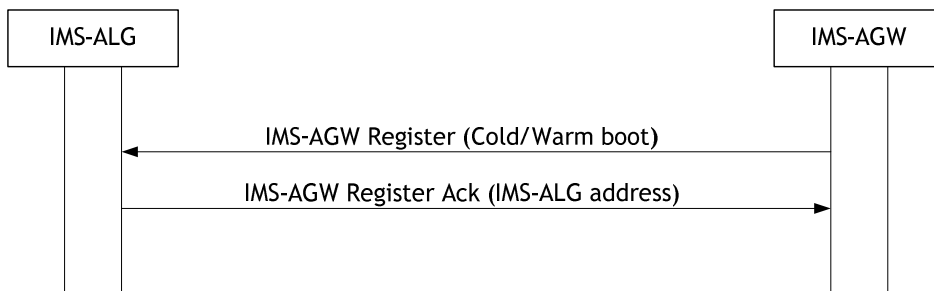 IMS-ALG
IMS-AGW
IMS-AGW Register (Cold/Warm boot)
IMS-AGW Register Ack (IMS-ALG address)